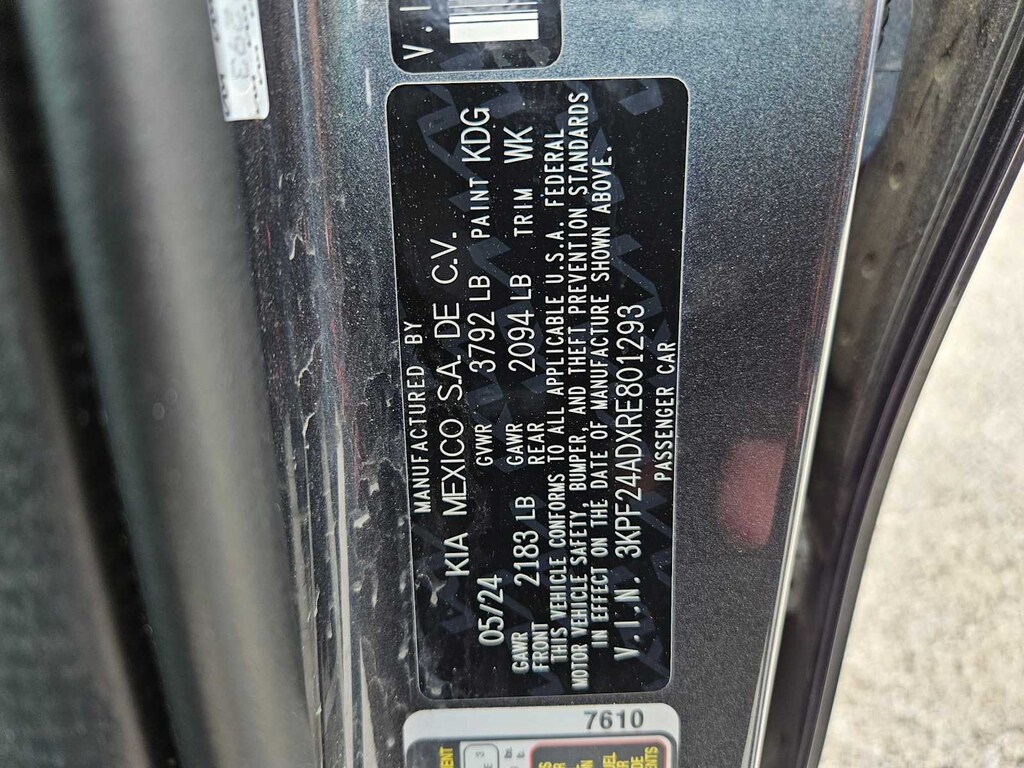 V.I
MANUFACTURED BY
KIA MEXICO S.A. DE C.V.
05/24 GVWR 3792 LB PAINT KDG
GAWR FRONT 2183 LB GAWR REAR 2094 LB TRIM WK
THIS VEHICLE CONFORMS TO ALL APPLICABLE U.S.A. FEDERAL
MOTOR VEHICLE SAFETY, BUMPER, AND THEFT PREVENTION STANDARDS
IN EFFECT ON THE DATE OF MANUFACTURE SHOWN ABOVE.
V.I.N. 3KPF24ADXRE801293
PASSENGER CAR
7610